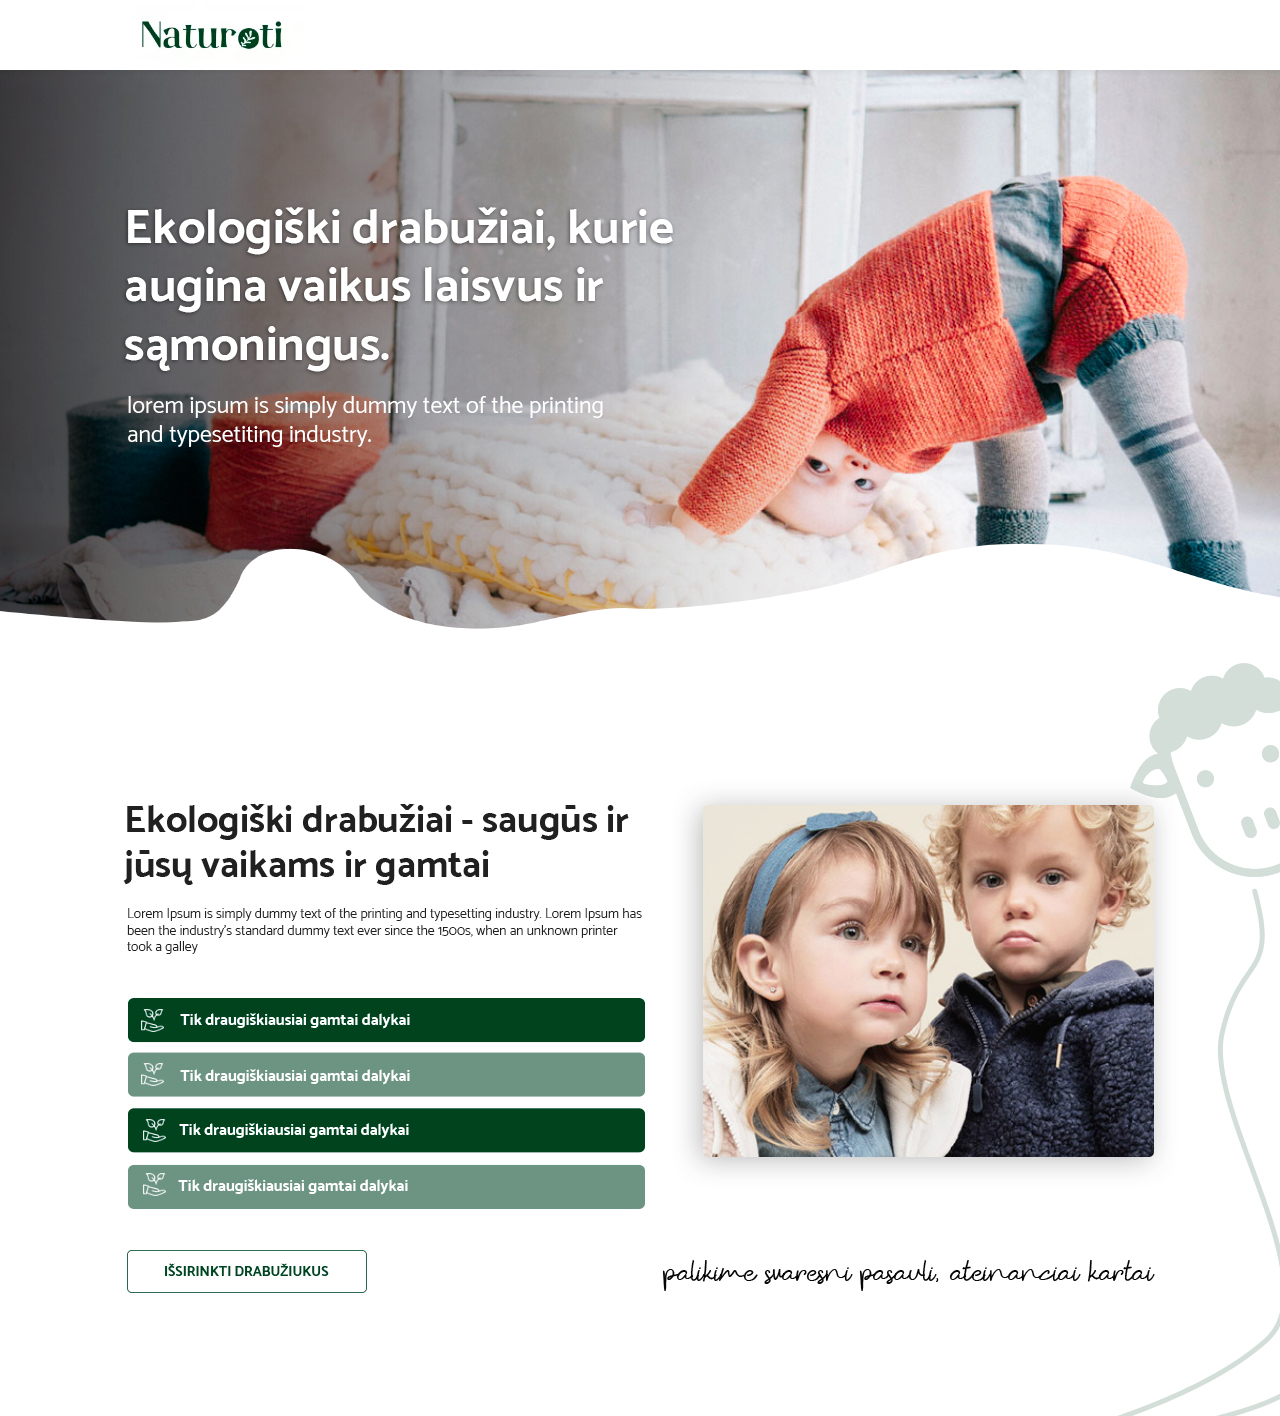 Naturoti
Ekologiški drabužiai, kurie
augina vaikus laisvus ir
sąmoningus.
lorem ipsum is simply dummy text of the printing
and typesetiting industry.
Ekologiški drabužiai - saugūs ir
jūsų vaikams ir gamtai
Lorem Ipsum is simply dummy text of the printing and typesetting industry. Lorem Ipsum has
been the industry's standard dummy text ever since the 1500s, when an unknown printer
took a galley
Tik draugiškiausiai gamtai dalykai
Tik draugiškiausiai gamtai dalykai
Tik draugiškiausiai gamtai dalykai
Tik draugiškiausiai gamtai dalykai
IŠSIRINKTI DRABUŽIUKUS
palikime svaresni pasauli, ateinanciai kartai